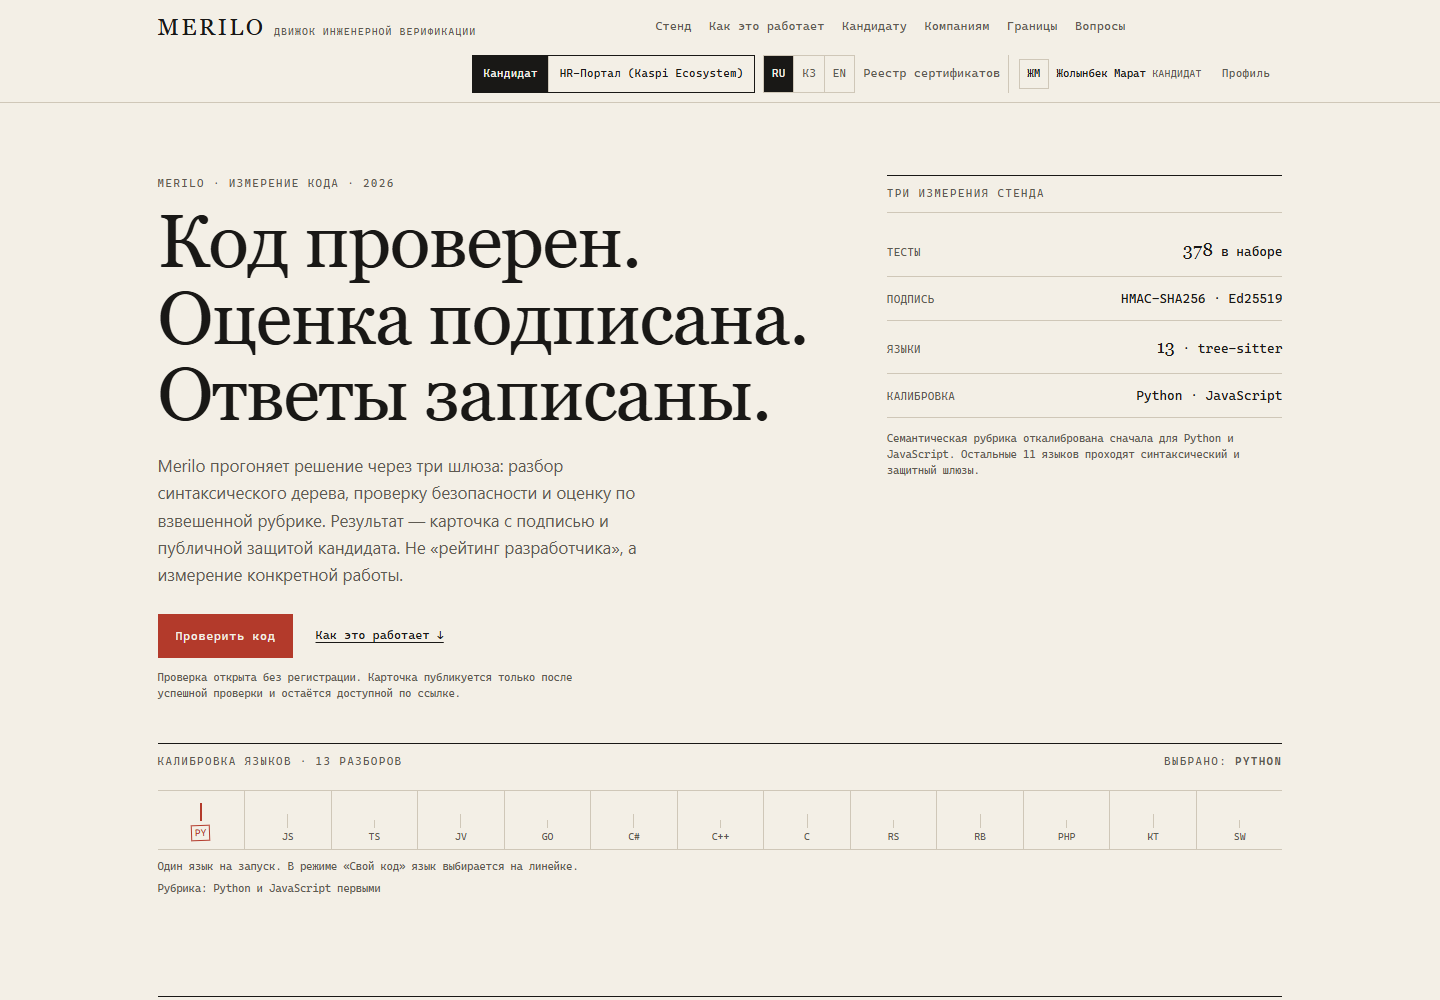 MERILO ДВИЖОК ИНЖЕНЕРНОЙ ВЕРИФИКАЦИИ
Стенд Как это работает Кандидату Компаниям Границы Вопросы
Кандидат HR-Портал (Kaspi Ecosystem) RU КЗ EN Реестр сертификатов ЖМ Жолынбек Марат КАНДИДАТ Профиль
MERILO · ИЗМЕРЕНИЕ КОДА · 2026
Код проверен.
Оценка подписана.
Ответы записаны.
Merilo прогоняет решение через три шлюза: разбор
синтаксического дерева, проверку безопасности и оценку по
взвешенной рубрике. Результат — карточка с подписью и
публичной защитой кандидата. Не «рейтинг разработчика», а
измерение конкретной работы.
Проверить код Как это работает ↓
Проверка открыта без регистрации. Карточка публикуется только после
успешной проверки и остаётся доступной по ссылке.
ТРИ ИЗМЕРЕНИЯ СТЕНДА
ТЕСТЫ 378 в наборе
ПОДПИСЬ HMAC-SHA256 · Ed25519
ЯЗЫКИ 13 · tree-sitter
КАЛИБРОВКА Python · JavaScript
Семантическая рубрика откалибрована сначала для Python и
JavaScript. Остальные 11 языков проходят синтаксический и
защитный шлюзы.
КАЛИБРОВКА ЯЗЫКОВ · 13 РАЗБОРОВ ВЫБРАНО: PYTHON
PY JS TS JV GO C# C++ C RS RB PHP KT SW
Один язык на запуск. В режиме «Свой код» язык выбирается на линейке.
Рубрика: Python и JavaScript первыми